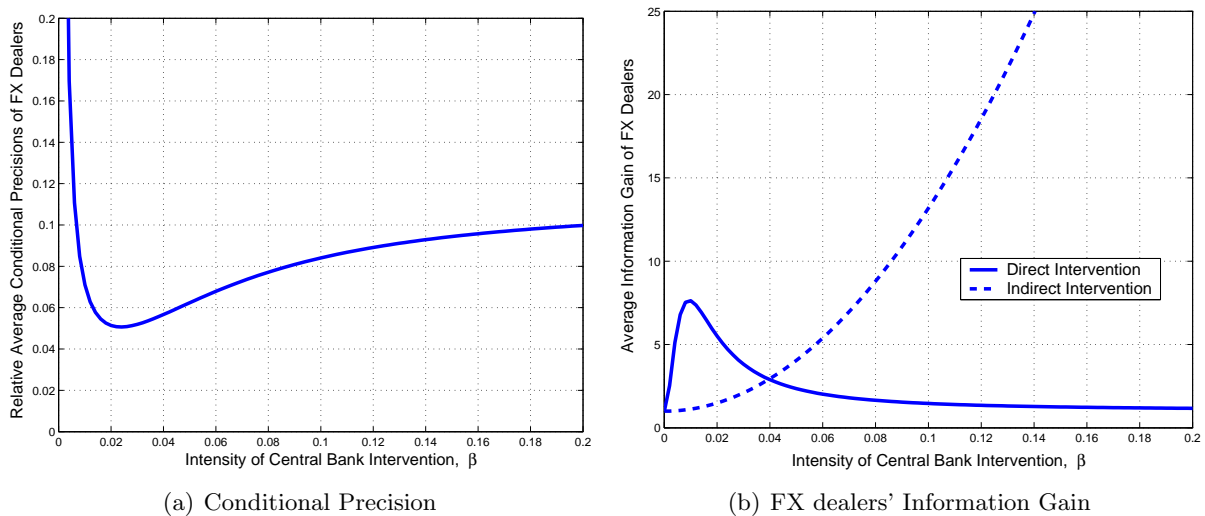 Relative Average Conditional Precisions of FX Dealers
0.2
0.18
0.16
0.14
0.12
0.1
0.08
0.06
0.04
0.02
0
0 0.02 0.04 0.06 0.08 0.1 0.12 0.14 0.16 0.18 0.2
Intensity of Central Bank Intervention, β
(a) Conditional Precision
Average Information Gain of FX Dealers
25
20
15
10
5
0
Direct Intervention
Indirect Intervention
0 0.02 0.04 0.06 0.08 0.1 0.12 0.14 0.16 0.18 0.2
Intensity of Central Bank Intervention, β
(b) FX dealers' Information Gain